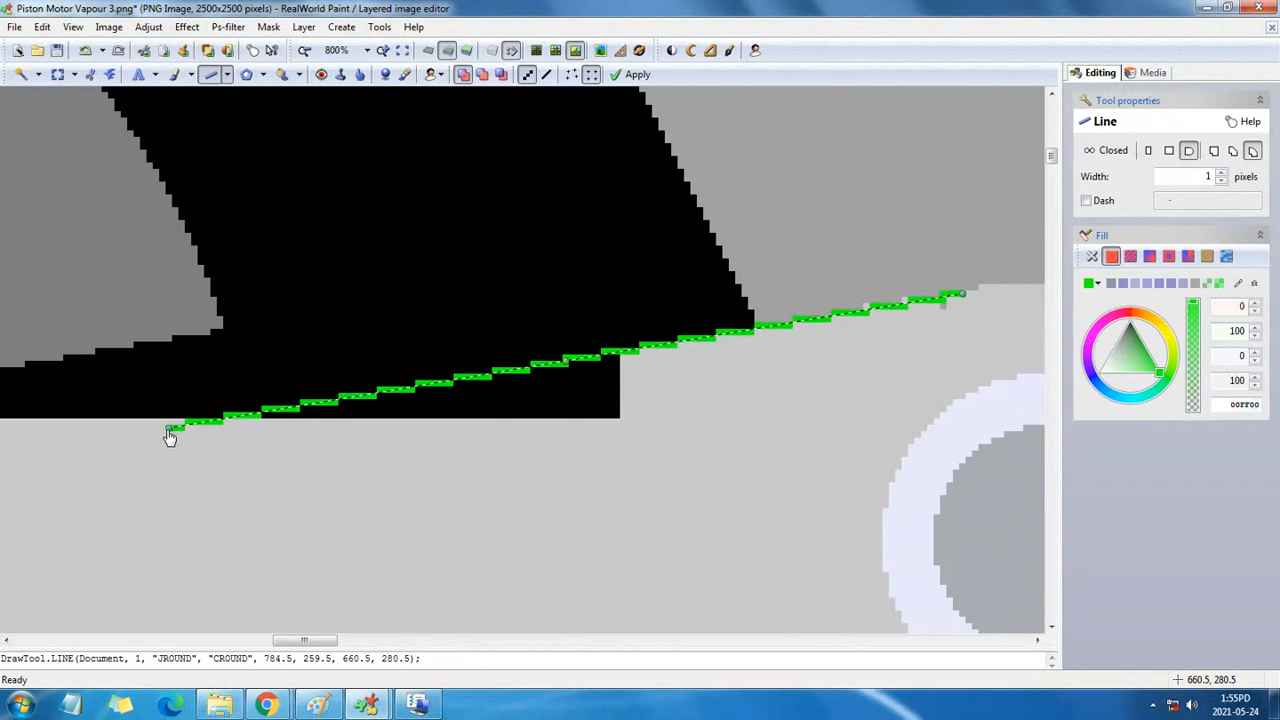 Piston Motor Vapour 3.png* (PNG Image, 2500x2500 pixels) - RealWorld Paint / Layered image editor
File Edit View Image Adjust Effect Ps-filter Mask Layer Create Tools Help
800%
Apply
Editing Media
Tool properties
Line Help
Closed
Width: 1 pixels
Dash -
Fill
0
100
0
100
00FF00
DrawTool.LINE(Document, 1, "JROUND", "CROUND", 784.5, 259.5, 660.5, 280.5);
Ready 660.5, 280.5
1:55PD
2021-05-24